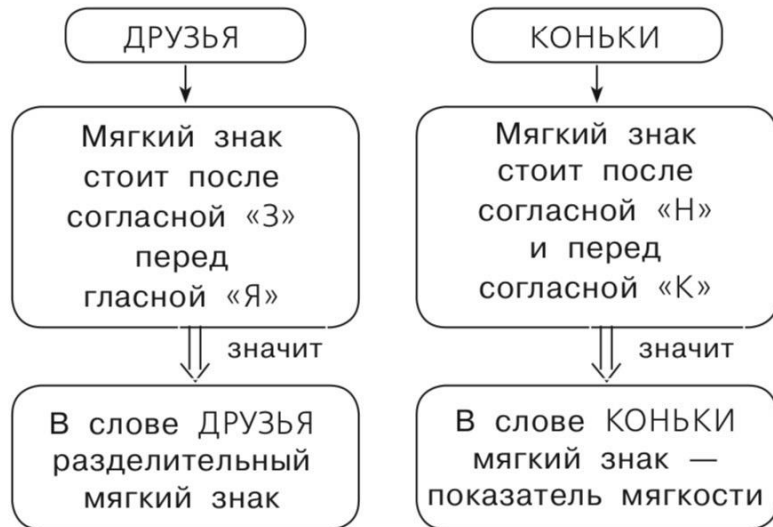 ДРУЗЬЯ
Мягкий знак
стоит после
согласной «З»
перед
гласной «Я»
значит
В слове ДРУЗЬЯ
разделительный
мягкий знак
КОНЬКИ
Мягкий знак
стоит после
согласной «Н»
и перед
согласной «К»
значит
В слове КОНЬКИ
мягкий знак —
показатель мягкости